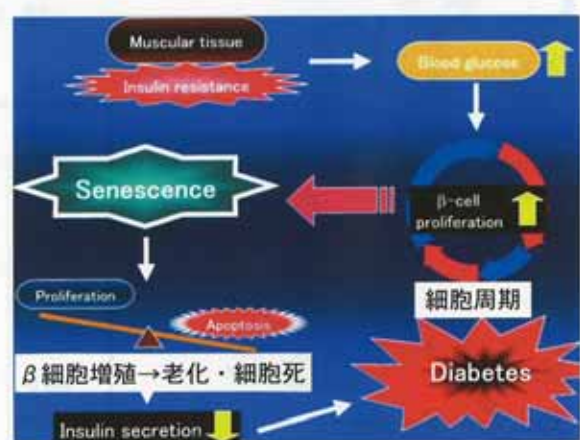 Muscular tissue
Insulin resistance
Blood glucose
Senescence
β-cell
proliferation
細胞周期
Proliferation
Apoptosis
β細胞増殖→老化・細胞死
Diabetes
Insulin secretion